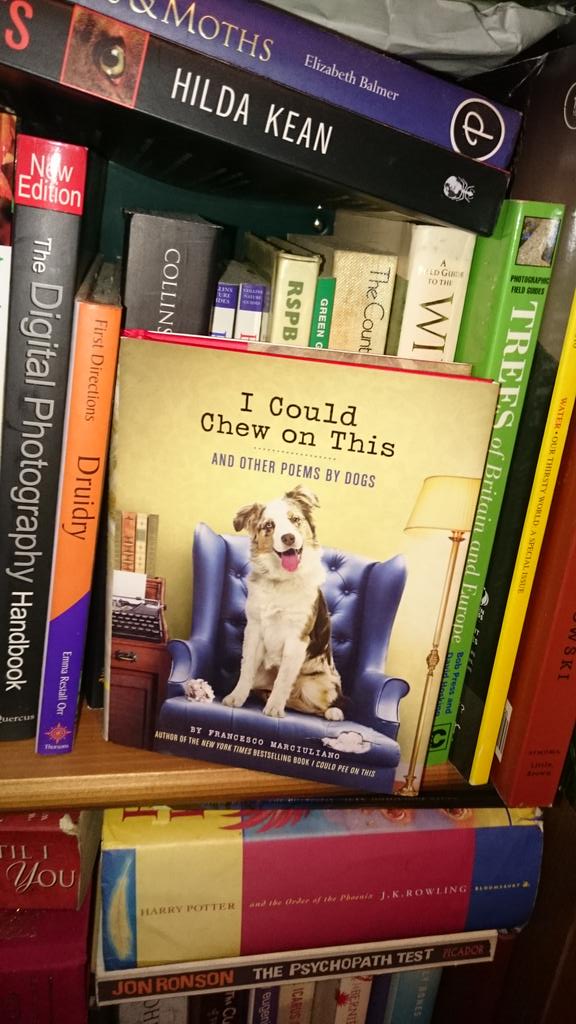 S
& MOTHS
Elizabeth Balmer
HILDA KEAN
New
Edition
The Digital Photography Handbook
Quercus
First Directions
Druidry
Emma Restall Orr
Thorsons
COLLINS
RSPB
GREEN G
The Count
A FIELD GUIDE
TO THE
WI
PHOTOGRAPHIC
FIELD GUIDES
TREES of Britain and Europe
Bob Press and
David Hosking
WATER • OUR THIRSTY WORLD: A SPECIAL ISSUE
OWSKI
Little, Brown
I Could
Chew on This
AND OTHER POEMS BY DOGS
BY FRANCESCO MARCIULIANO
AUTHOR OF THE NEW YORK TIMES BESTSELLING BOOK I COULD PEE ON THIS
TIL I
YOU
HARRY POTTER and the Order of the Phoenix J.K.ROWLING BLOOMSBURY
JON RONSON THE PSYCHOPATH TEST PICADOR
ICARUS